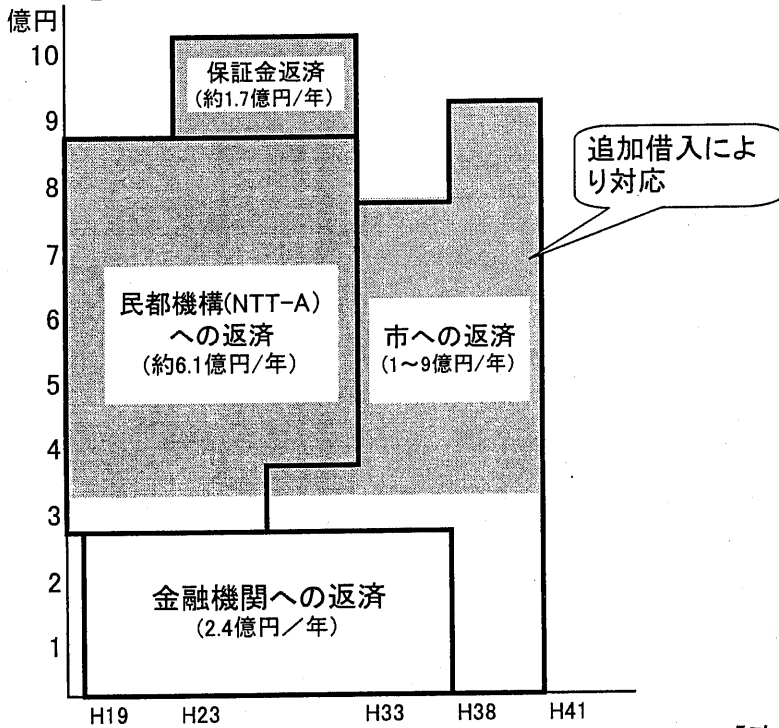 億円
10
9
8
7
6
5
4
3
2
1
保証金返済
(約1.7億円/年)
追加借入によ
り対応
民都機構(NTT-A)
への返済
(約6.1億円/年)
市への返済
(1～9億円/年)
金融機関への返済
(2.4億円／年)
H19
H23
H33
H38
H41